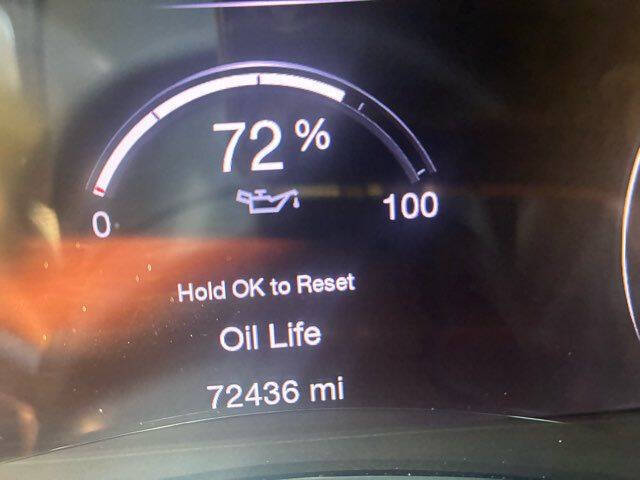 72%
0 100
Hold OK to Reset
Oil Life
72436 mi